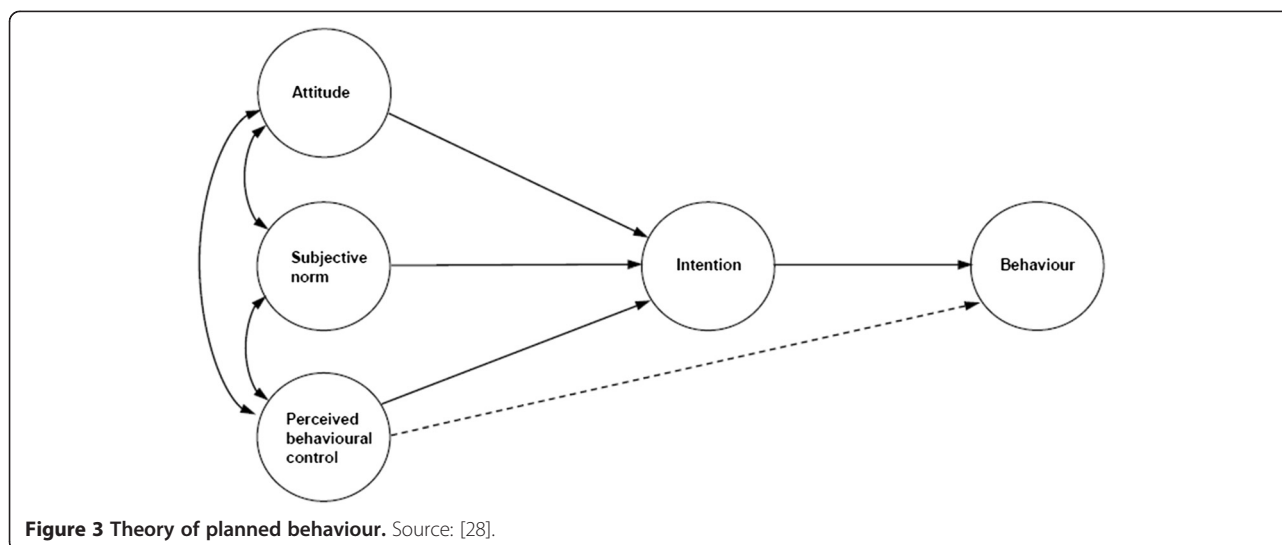 Attitude
Subjective
norm
Intention
Behaviour
Perceived
behavioural
control
Figure 3 Theory of planned behaviour. Source: [28].